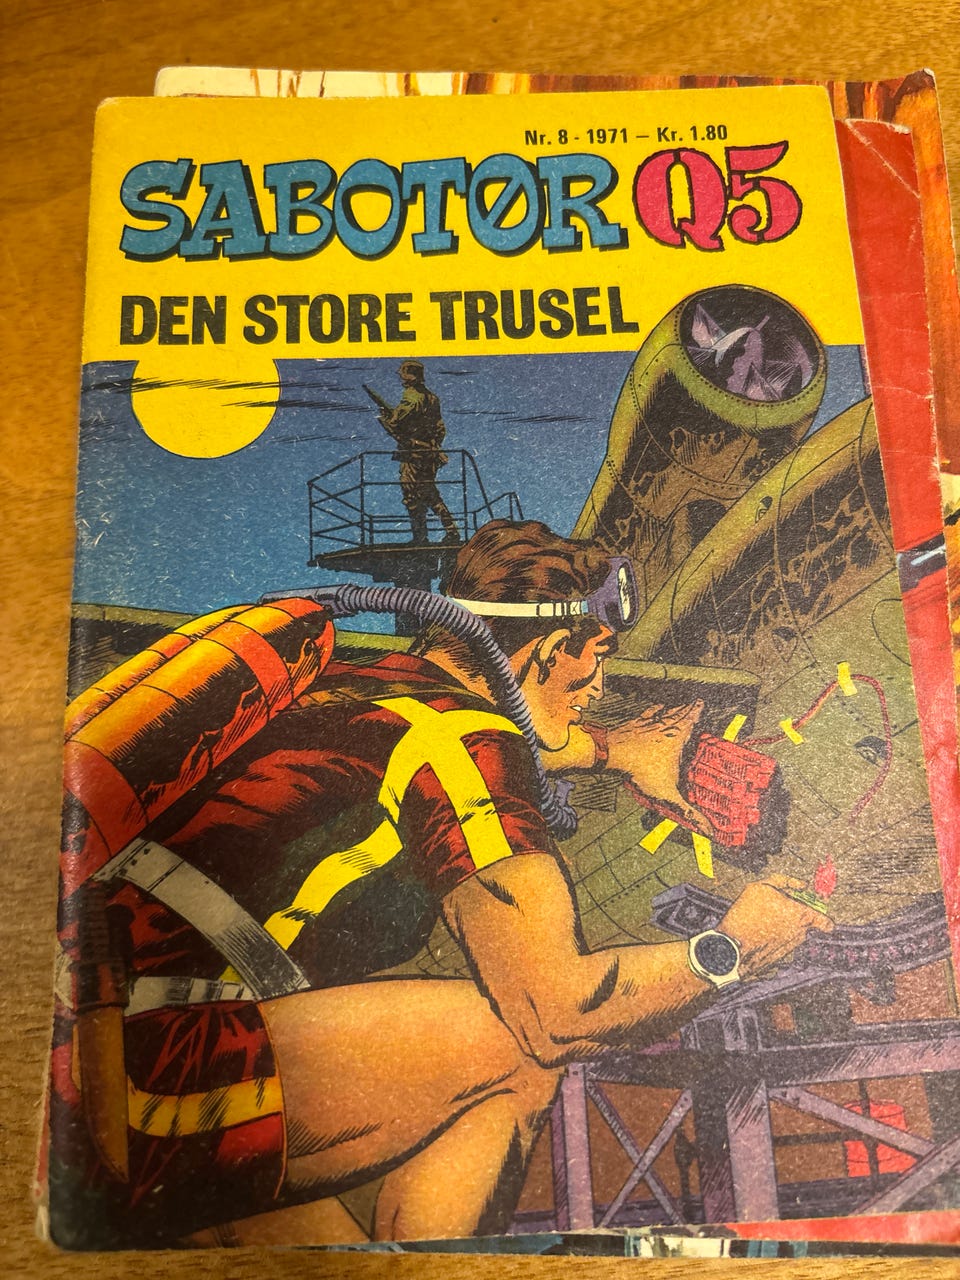 Nr. 8 - 1971 – Kr. 1.80
SABOTØR Q5
DEN STORE TRUSEL